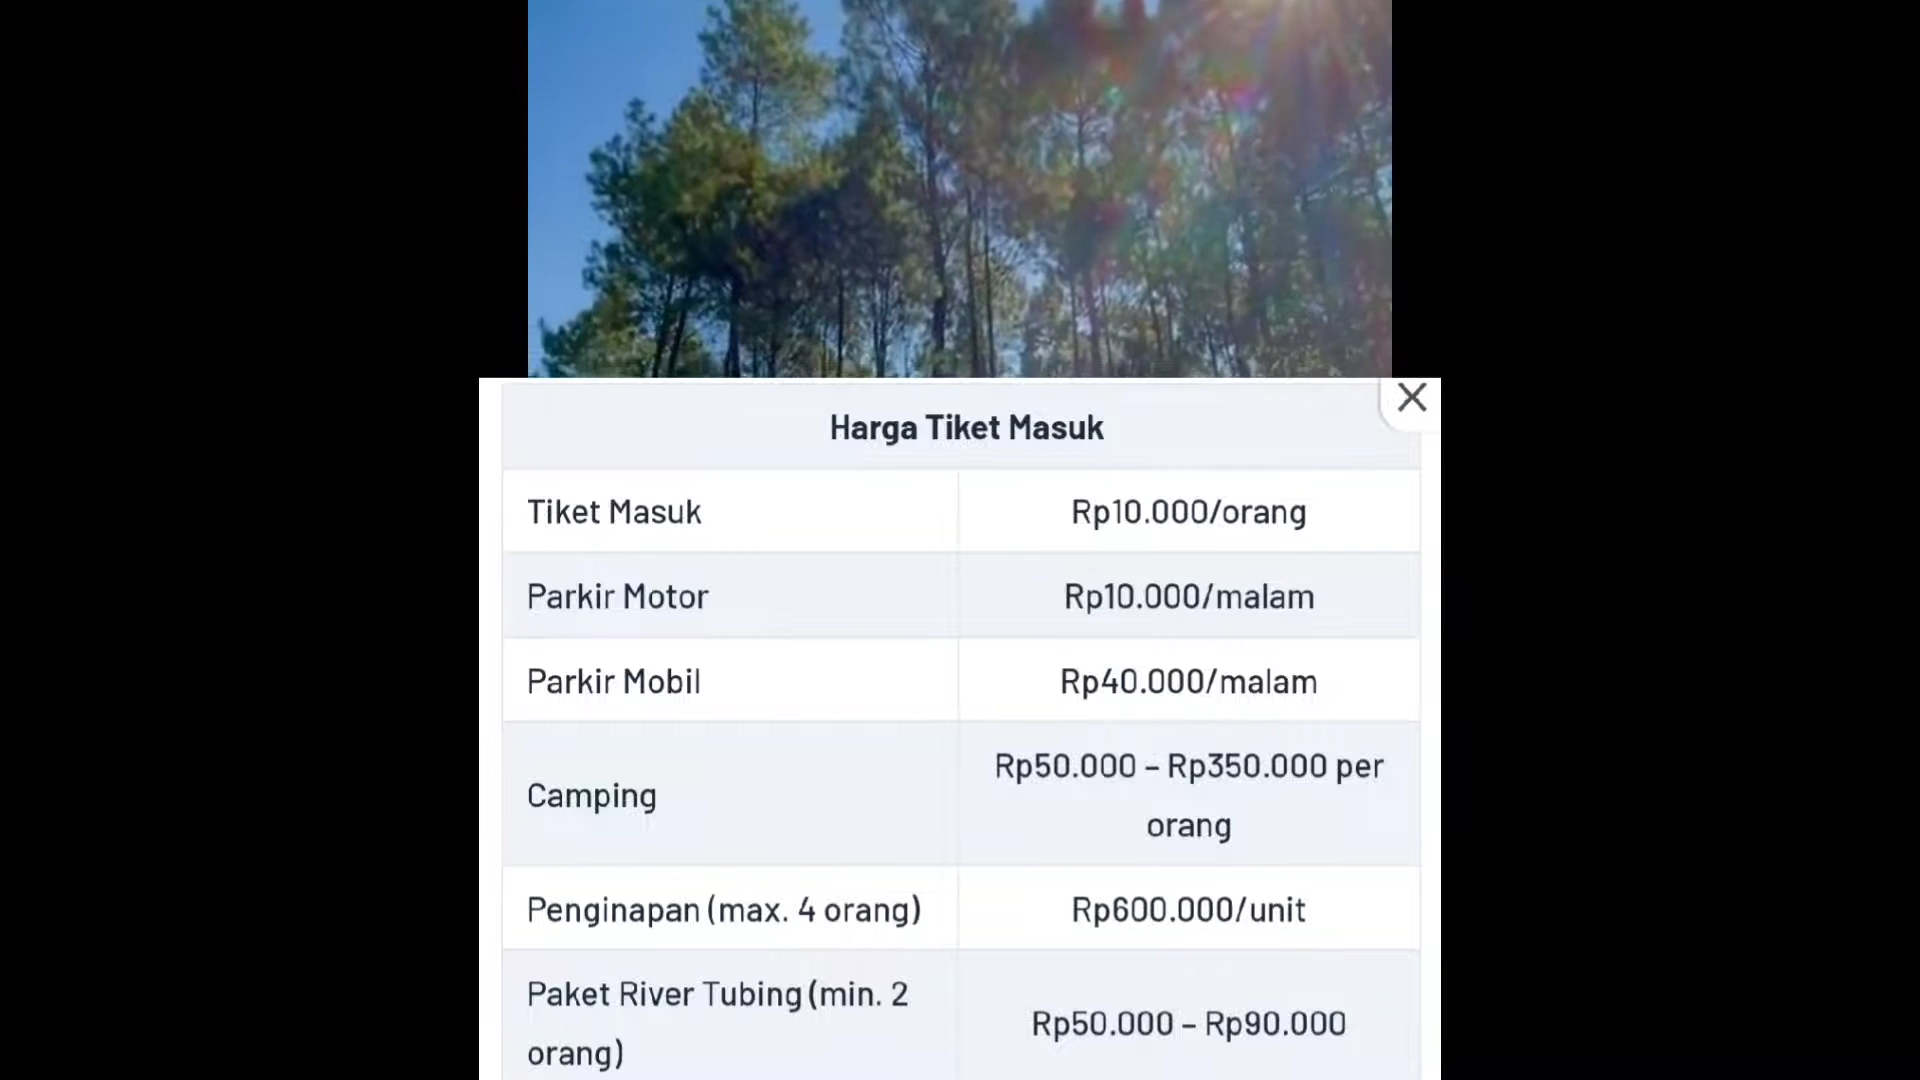 Harga Tiket Masuk
Tiket Masuk Rp10.000/orang
Parkir Motor Rp10.000/malam
Parkir Mobil Rp40.000/malam
Camping Rp50.000 – Rp350.000 per
orang
Penginapan (max. 4 orang) Rp600.000/unit
Paket River Tubing (min. 2
orang) Rp50.000 – Rp90.000